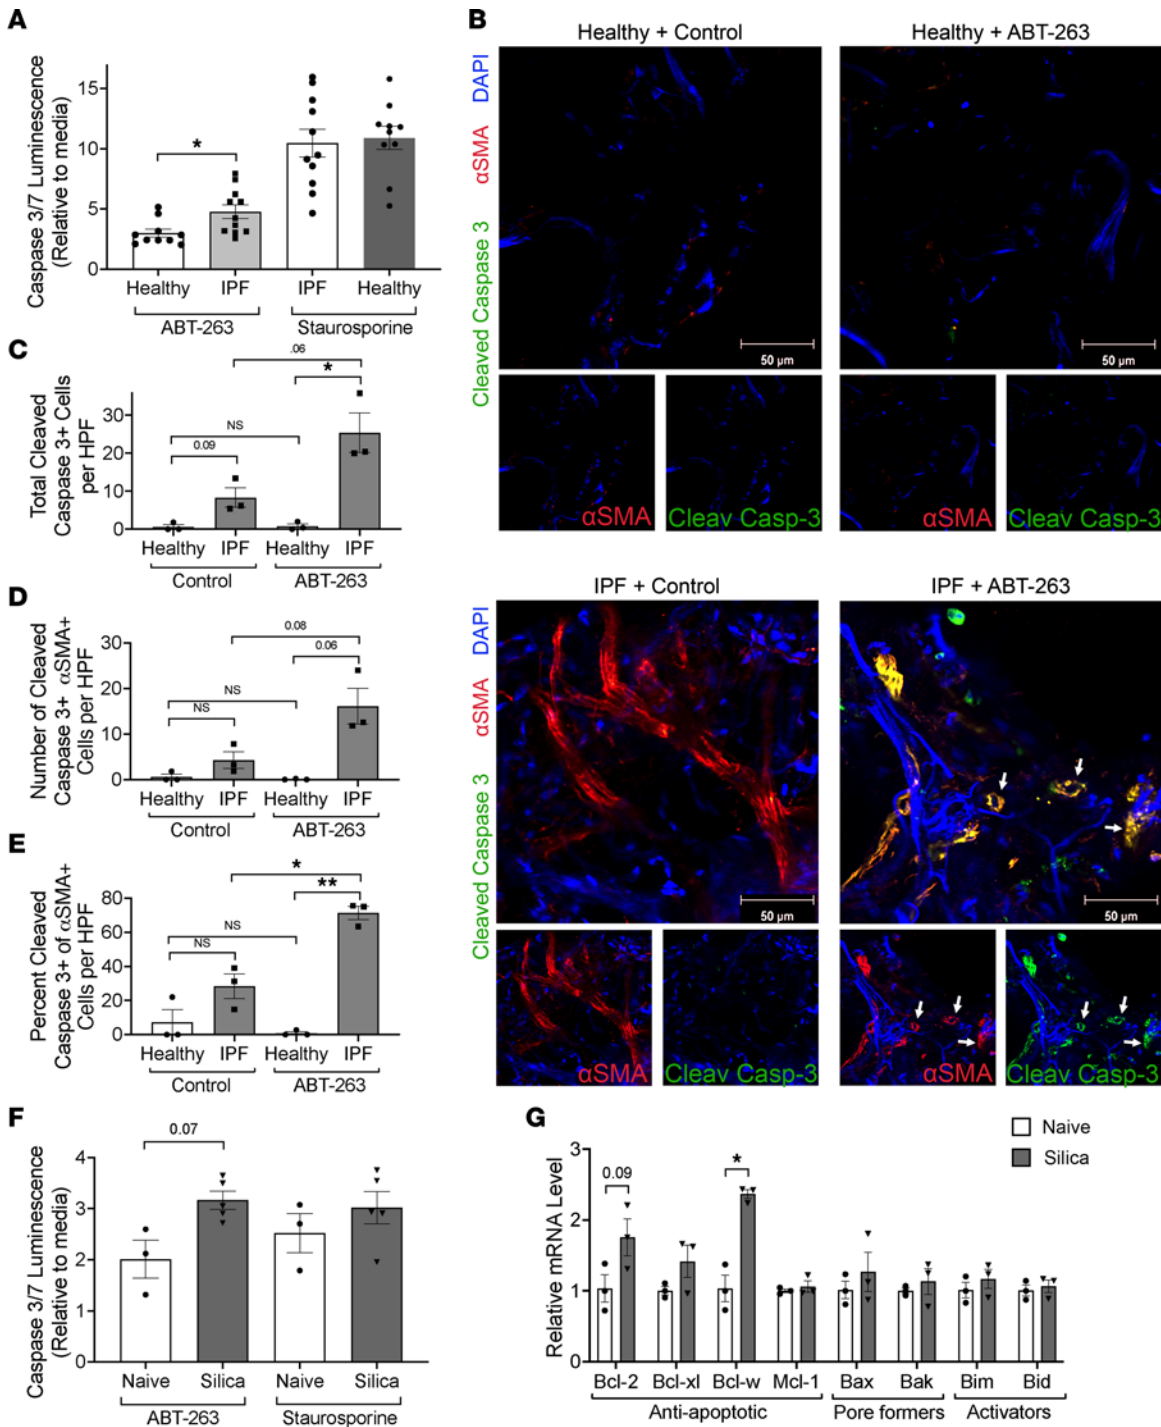 A
Caspase 3/7 Luminescence
(Relative to media)
15
10
5
0
*
Healthy
IPF
IPF
Healthy
ABT-263
Staurosporine
B
Healthy + Control
Healthy + ABT-263
Cleaved Caspase 3 αSMA DAPI
50 µm
50 µm
αSMA
Cleav Casp-3
αSMA
Cleav Casp-3
IPF + Control
IPF + ABT-263
Cleaved Caspase 3 αSMA DAPI
50 µm
50 µm
αSMA
Cleav Casp-3
αSMA
Cleav Casp-3
C
Total Cleaved
Caspase 3+ Cells
per HPF
30
20
10
0
.06
*
NS
0.09
Healthy
IPF
Healthy
IPF
Control
ABT-263
D
Number of Cleaved
Caspase 3+ αSMA+
Cells per HPF
30
20
10
0
0.08
0.06
NS
NS
Healthy
IPF
Healthy
IPF
Control
ABT-263
E
Percent Cleaved
Caspase 3+ of αSMA+
Cells per HPF
80
60
40
20
0
*
**
NS
NS
Healthy
IPF
Healthy
IPF
Control
ABT-263
F
Caspase 3/7 Luminescence
(Relative to media)
4
3
2
1
0
0.07
Naive
Silica
Naive
Silica
ABT-263
Staurosporine
G
Naive
Silica
Relative mRNA Level
3
2
1
0
0.09
*
Bcl-2
Bcl-xl
Bcl-w
Mcl-1
Bax
Bak
Bim
Bid
Anti-apoptotic
Pore formers
Activators